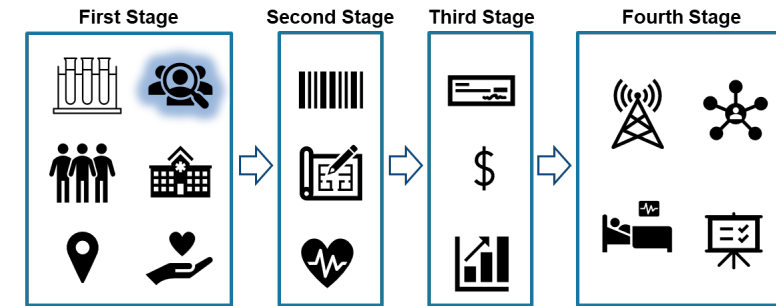 First Stage
Second Stage
Third Stage
Fourth Stage
$